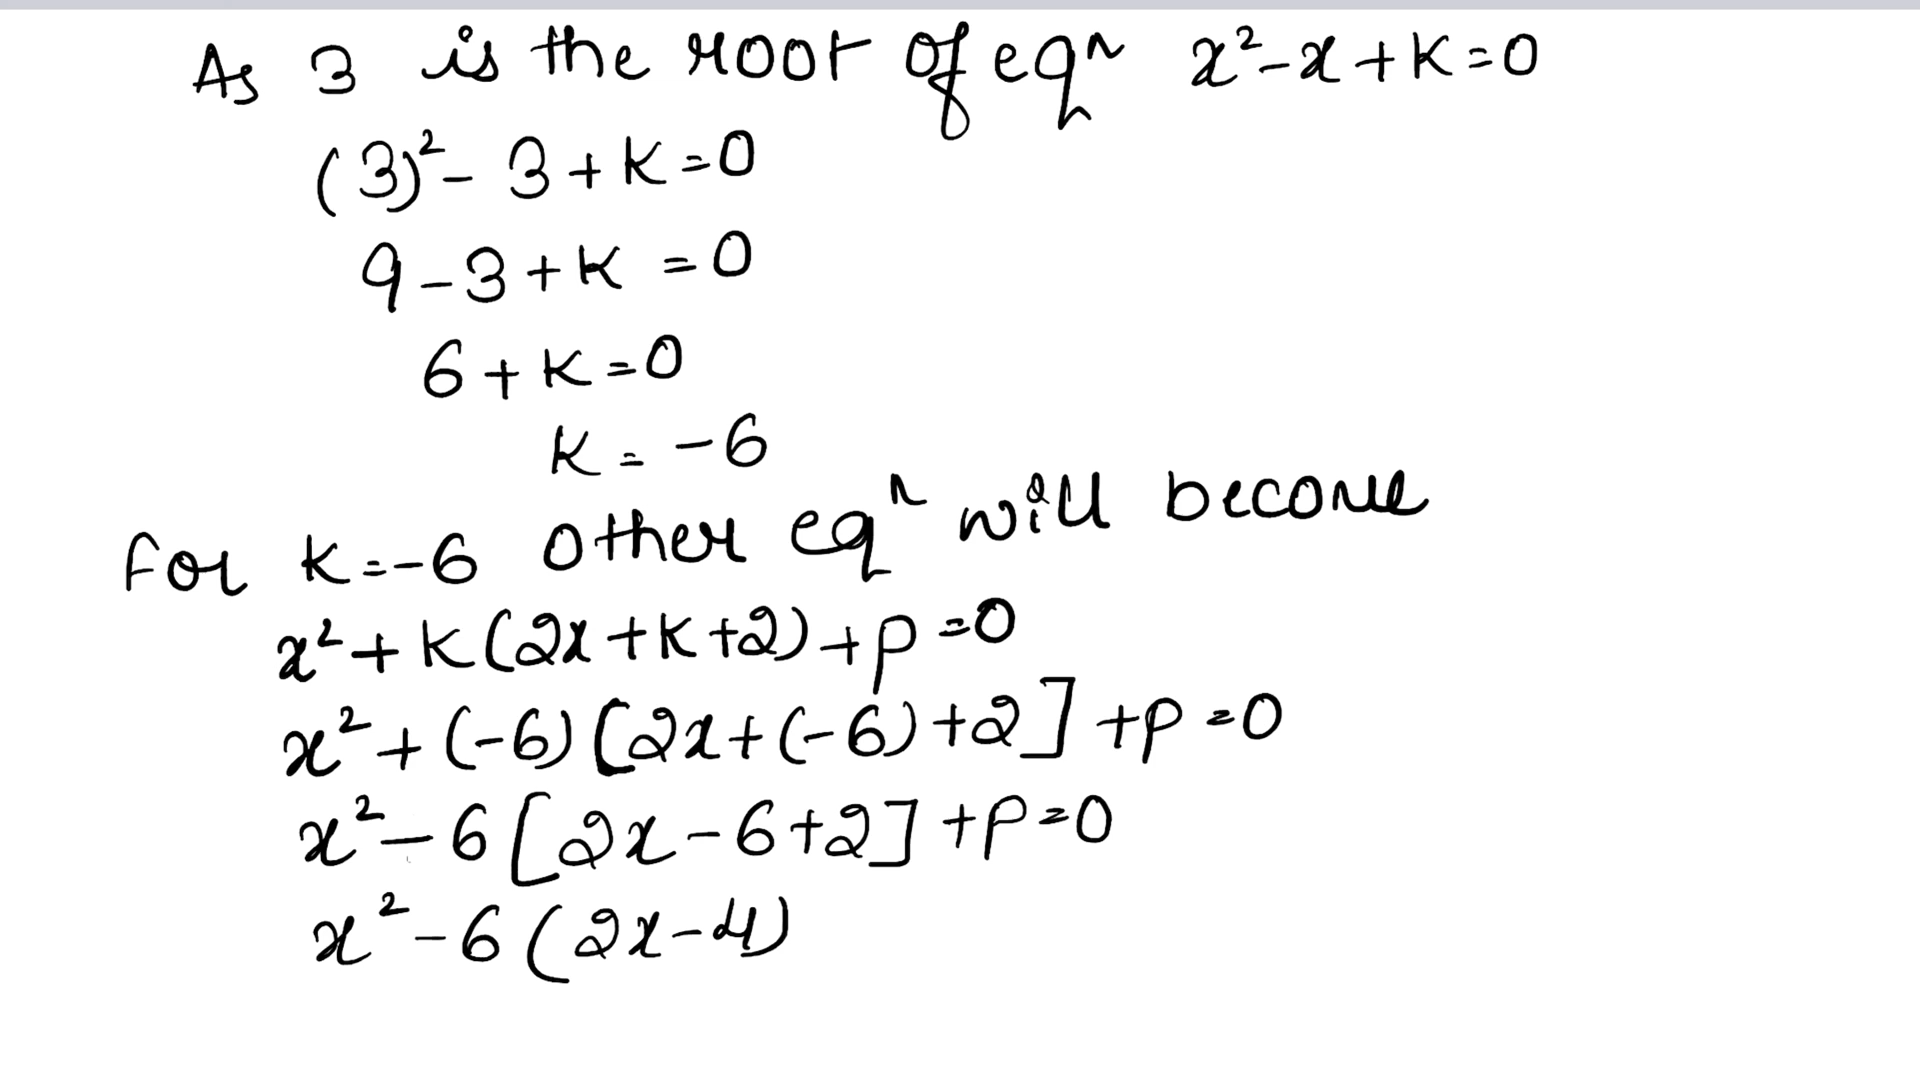 As 3 is the root of eqⁿ x²-x+K=0
(3)²- 3+K=0
9-3+K =0
6+K=0
K= -6
For K=-6 other eqⁿ will become
x²+K(2x+K+2)+p=0
x²+(-6)[2x+(-6)+2]+p=0
x²-6[2x-6+2]+p=0
x²-6(2x-4)